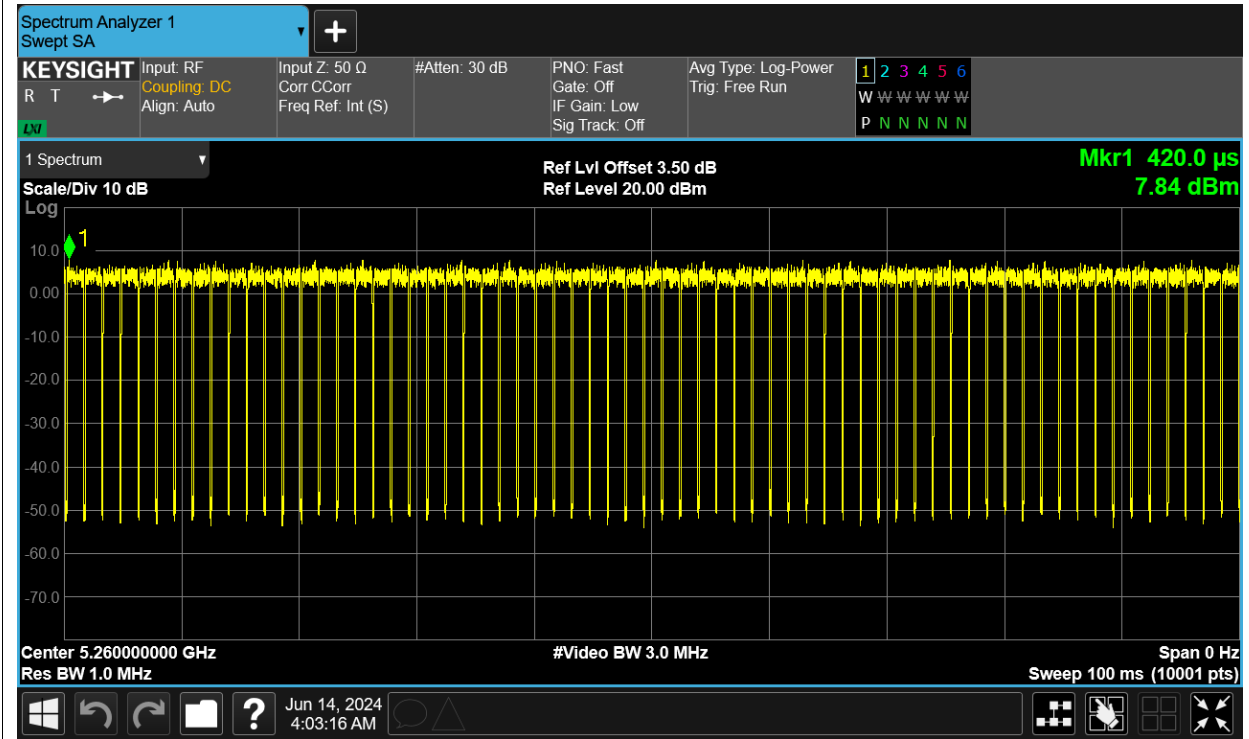 Spectrum Analyzer 1
Swept SA
KEYSIGHT
R T
LXI
Input: RF
Coupling: DC
Align: Auto
Input Z: 50 Ω
Corr CCorr
Freq Ref: Int (S)
#Atten: 30 dB
PNO: Fast
Gate: Off
IF Gain: Low
Sig Track: Off
Avg Type: Log-Power
Trig: Free Run
1 2 3 4 5 6
W W W W W W
P N N N N N
1 Spectrum
Scale/Div 10 dB
Ref Lvl Offset 3.50 dB
Ref Level 20.00 dBm
Mkr1 420.0 µs
7.84 dBm
Log
1
10.0
0.00
-10.0
-20.0
-30.0
-40.0
-50.0
-60.0
-70.0
Center 5.260000000 GHz
#Video BW 3.0 MHz
Span 0 Hz
Res BW 1.0 MHz
Sweep 100 ms (10001 pts)
?
Jun 14, 2024
4:03:16 AM